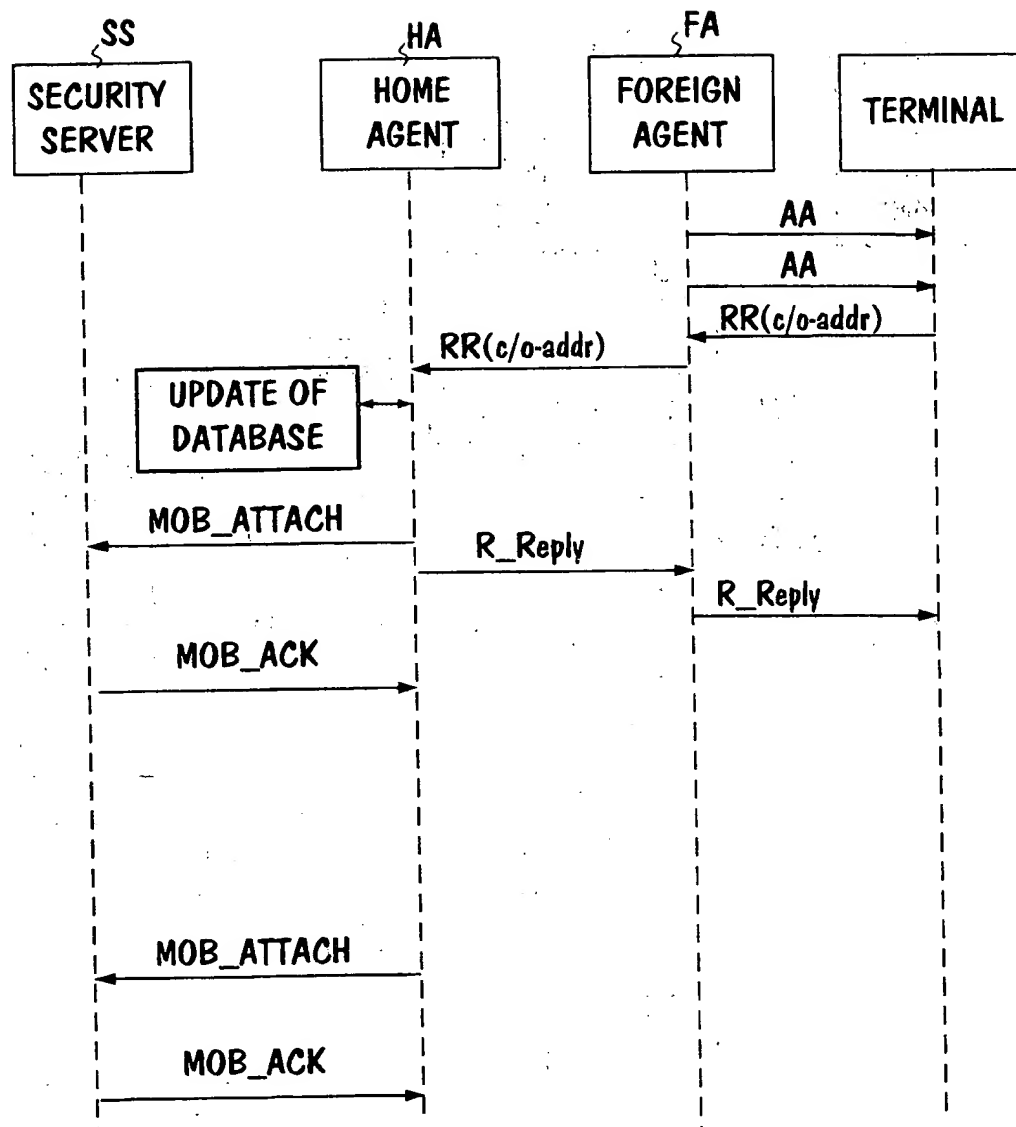 SS
HA
FA
SECURITY
SERVER
HOME
AGENT
FOREIGN
AGENT
TERMINAL
AA
AA
RR(c/o-addr)
RR(c/o-addr)
UPDATE OF
DATABASE
MOB_ATTACH
R_Reply
R_Reply
MOB_ACK
MOB_ATTACH
MOB_ACK